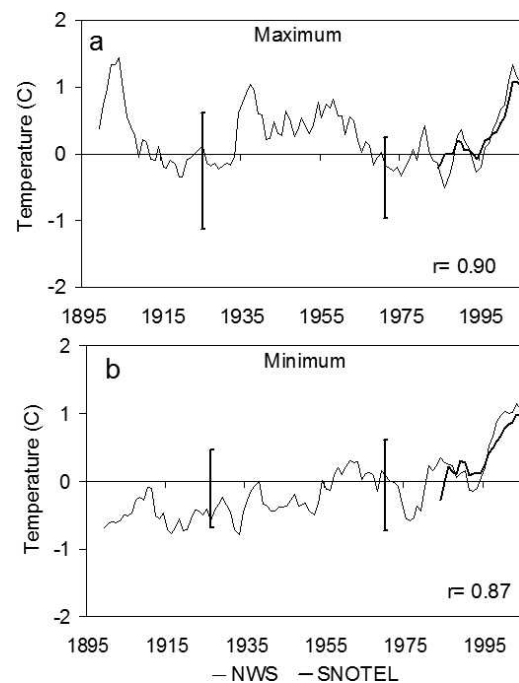 2
a
Maximum
1
0
-1
-2
Temperature (C)
r= 0.90
1895 1915 1935 1955 1975 1995
2
b
Minimum
1
0
-1
-2
Temperature (C)
r= 0.87
1895 1915 1935 1955 1975 1995
NWS SNOTEL